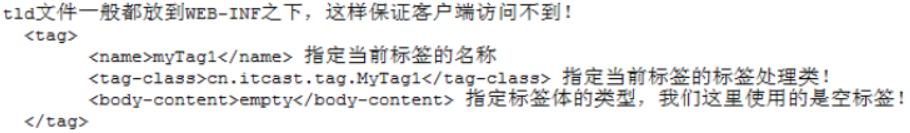 tld文件一般都放到WEB-INF之下，这样保证客户端访问不到！
<tag>
<name>myTag1</name> 指定当前标签的名称
<tag-class>cn.itcast.tag.MyTag1</tag-class> 指定当前标签的标签处理类！
<body-content>empty</body-content> 指定标签体的类型，我们这里使用的是空标签！
</tag>